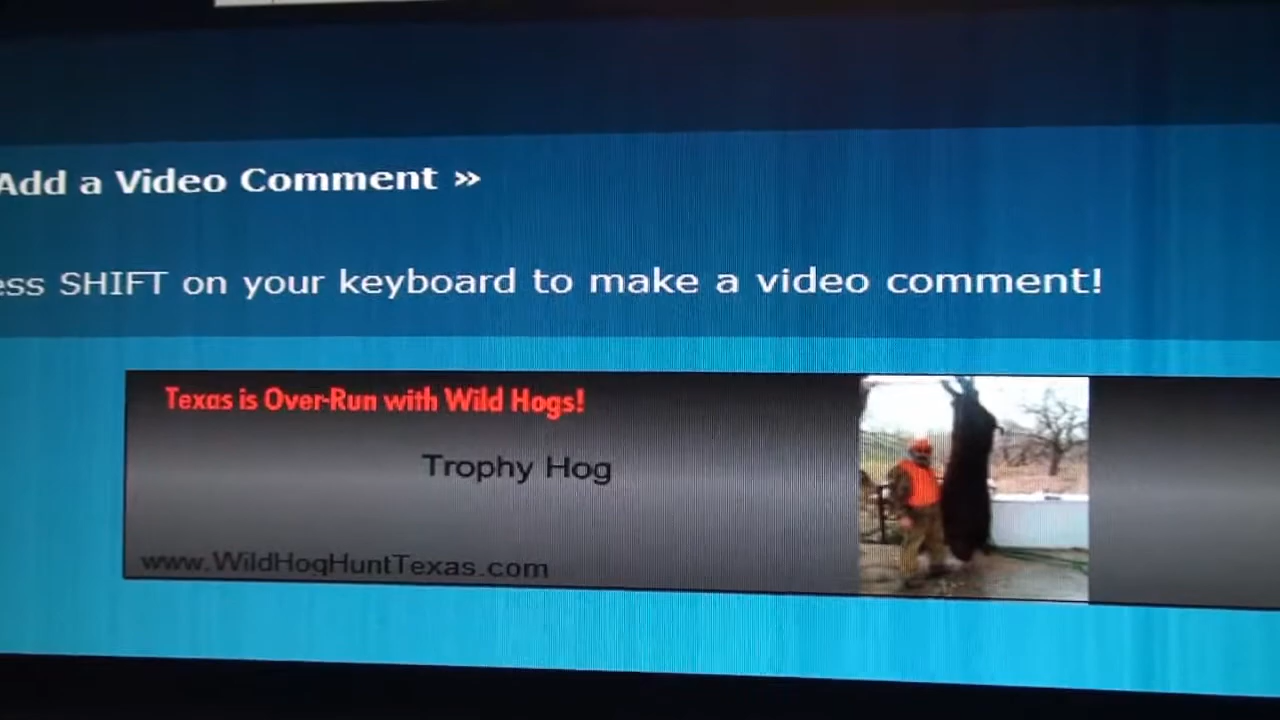 Add a Video Comment »
ess SHIFT on your keyboard to make a video comment!
Texas is Over-Run with Wild Hogs!
Trophy Hog
www.WildHogHuntTexas.com